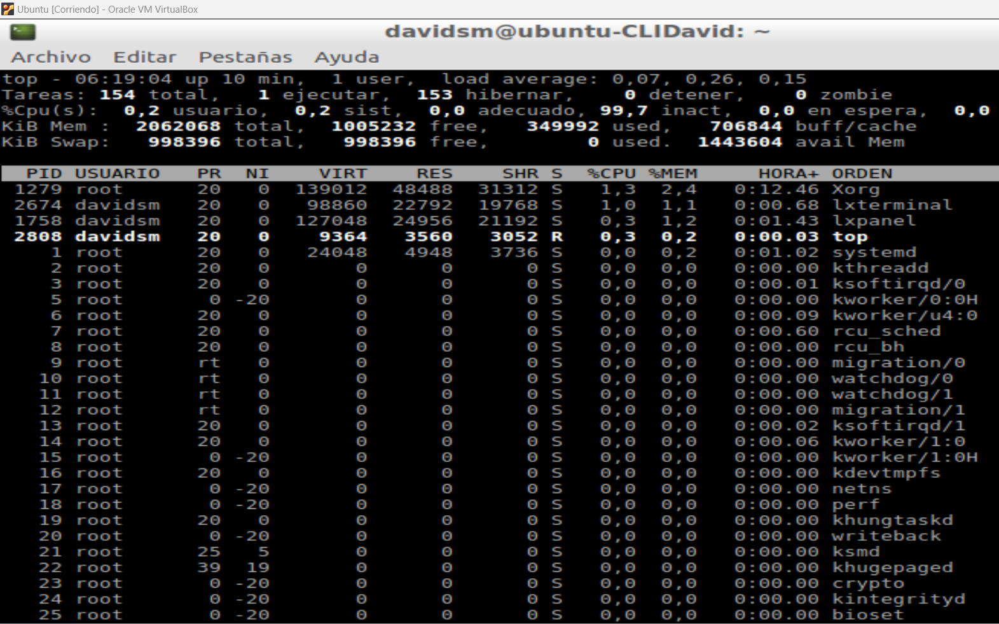 Ubuntu [Corriendo] - Oracle VM VirtualBox
davidsm@ubuntu-CLIDavid: ~
Archivo Editar Pestañas Ayuda
top - 06:19:04 up 10 min,  1 user,  load average: 0,07, 0,26, 0,15
Tareas: 154 total,   1 ejecutar,  153 hibernar,    0 detener,    0 zombie
%Cpu(s):  0,2 usuario,  0,2 sist,  0,0 adecuado, 99,7 inact,  0,0 en espera,  0,0
KiB Mem :  2062068 total,  1005232 free,   349992 used,   706844 buff/cache
KiB Swap:   998396 total,   998396 free,        0 used.  1443604 avail Mem
PID USUARIO PR NI VIRT RES SHR S %CPU %MEM HORA+ ORDEN
1279 root 20 0 139012 48488 31312 S 1,3 2,4 0:12.46 Xorg
2674 davidsm 20 0 98860 22792 19768 S 1,0 1,1 0:00.68 lxterminal
1758 davidsm 20 0 127048 24956 21192 S 0,3 1,2 0:01.43 lxpanel
2808 davidsm 20 0 9364 3560 3052 R 0,3 0,2 0:00.03 top
1 root 20 0 24048 4948 3736 S 0,0 0,2 0:01.02 systemd
2 root 20 0 0 0 0 S 0,0 0,0 0:00.00 kthreadd
3 root 20 0 0 0 0 S 0,0 0,0 0:00.01 ksoftirqd/0
5 root 0 -20 0 0 0 S 0,0 0,0 0:00.00 kworker/0:0H
6 root 20 0 0 0 0 S 0,0 0,0 0:00.09 kworker/u4:0
7 root 20 0 0 0 0 S 0,0 0,0 0:00.60 rcu_sched
8 root 20 0 0 0 0 S 0,0 0,0 0:00.00 rcu_bh
9 root rt 0 0 0 0 S 0,0 0,0 0:00.00 migration/0
10 root rt 0 0 0 0 S 0,0 0,0 0:00.00 watchdog/0
11 root rt 0 0 0 0 S 0,0 0,0 0:00.00 watchdog/1
12 root rt 0 0 0 0 S 0,0 0,0 0:00.00 migration/1
13 root 20 0 0 0 0 S 0,0 0,0 0:00.02 ksoftirqd/1
14 root 20 0 0 0 0 S 0,0 0,0 0:00.06 kworker/1:0
15 root 0 -20 0 0 0 S 0,0 0,0 0:00.00 kworker/1:0H
16 root 20 0 0 0 0 S 0,0 0,0 0:00.00 kdevtmpfs
17 root 0 -20 0 0 0 S 0,0 0,0 0:00.00 netns
18 root 0 -20 0 0 0 S 0,0 0,0 0:00.00 perf
19 root 20 0 0 0 0 S 0,0 0,0 0:00.00 khungtaskd
20 root 0 -20 0 0 0 S 0,0 0,0 0:00.00 writeback
21 root 25 5 0 0 0 S 0,0 0,0 0:00.00 ksmd
22 root 39 19 0 0 0 S 0,0 0,0 0:00.00 khugepaged
23 root 0 -20 0 0 0 S 0,0 0,0 0:00.00 crypto
24 root 0 -20 0 0 0 S 0,0 0,0 0:00.00 kintegrityd
25 root 0 -20 0 0 0 S 0,0 0,0 0:00.00 bioset